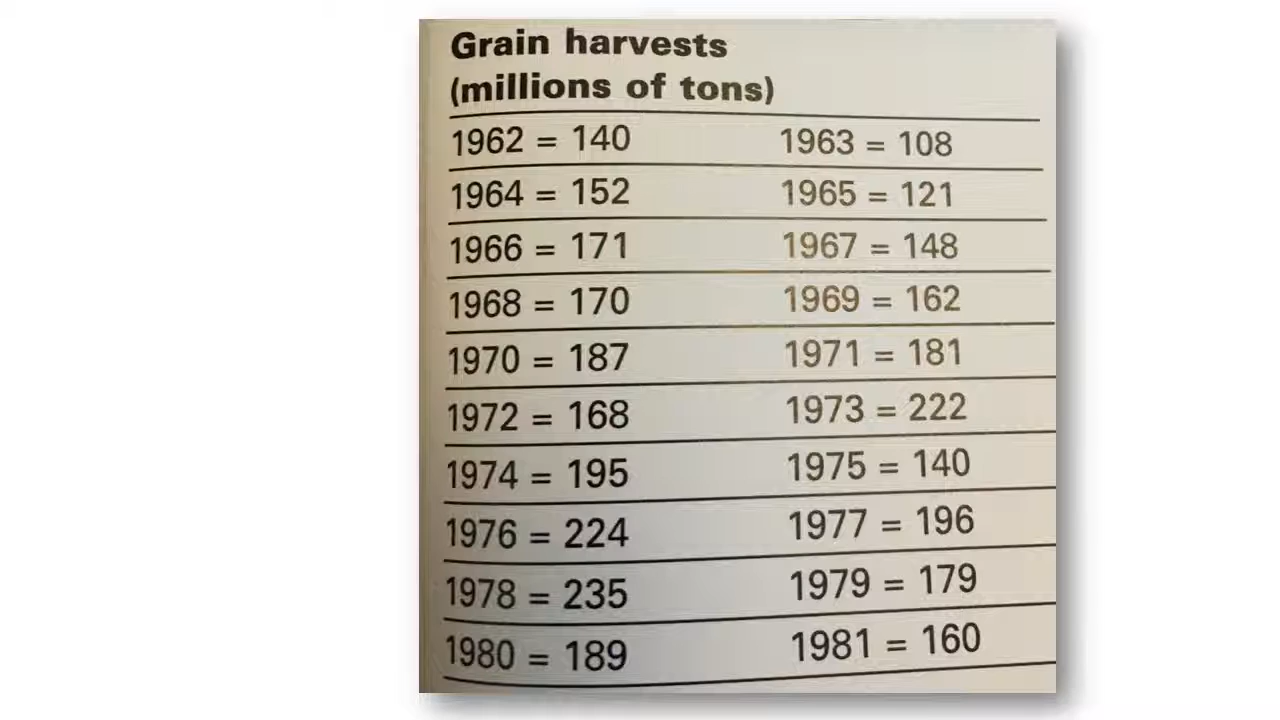 Grain harvests
(millions of tons)
1962 = 140 1963 = 108
1964 = 152 1965 = 121
1966 = 171 1967 = 148
1968 = 170 1969 = 162
1970 = 187 1971 = 181
1972 = 168 1973 = 222
1974 = 195 1975 = 140
1976 = 224 1977 = 196
1978 = 235 1979 = 179
1980 = 189 1981 = 160